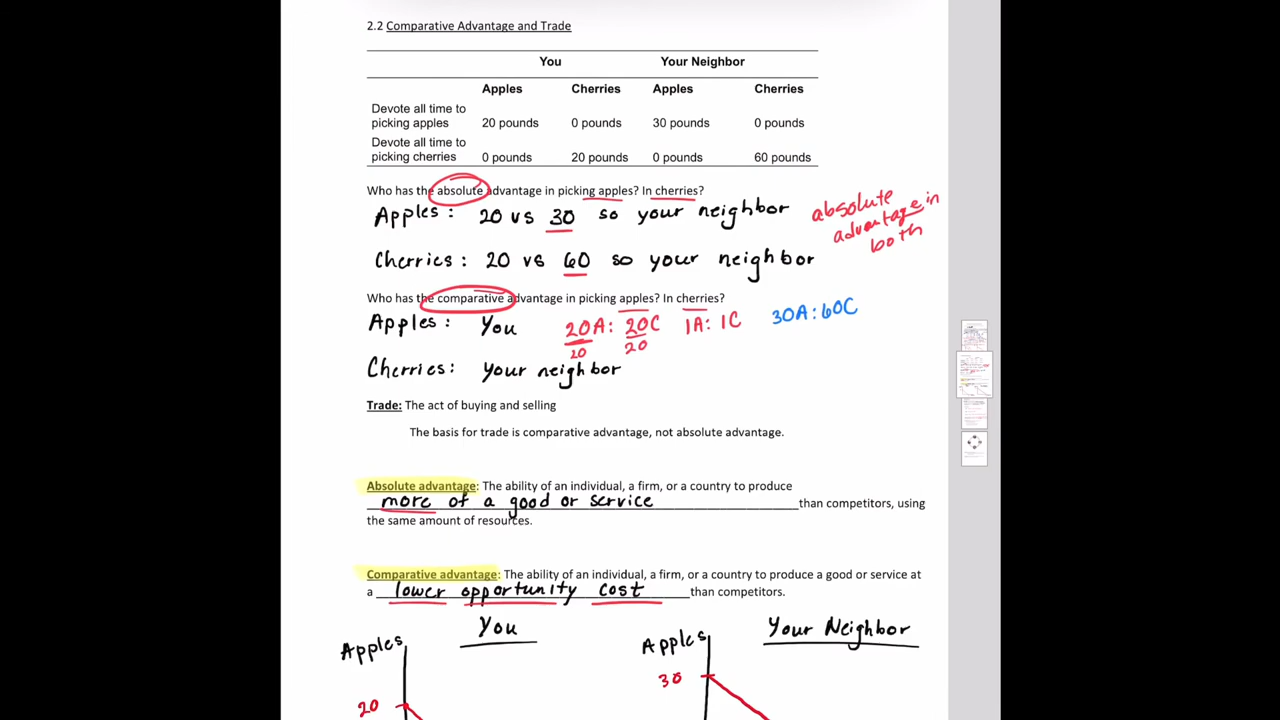 2.2 Comparative Advantage and Trade
You Your Neighbor
Apples Cherries Apples Cherries
Devote all time to
picking apples 20 pounds 0 pounds 30 pounds 0 pounds
Devote all time to
picking cherries 0 pounds 20 pounds 0 pounds 60 pounds
Who has the absolute advantage in picking apples? In cherries?
Apples: 20 vs 30 so your neighbor
absolute
advantage in
both
Cherries: 20 vs 60 so your neighbor
Who has the comparative advantage in picking apples? In cherries?
Apples: You 20A: 20C 1A: 1C 30A:60C
20 20
Cherries: your neighbor
Trade: The act of buying and selling
The basis for trade is comparative advantage, not absolute advantage.
Absolute advantage: The ability of an individual, a firm, or a country to produce
more of a good or service than competitors, using
the same amount of resources.
Comparative advantage: The ability of an individual, a firm, or a country to produce a good or service at
a lower opportunity cost than competitors.
You Your Neighbor
Apples Apples
30
20